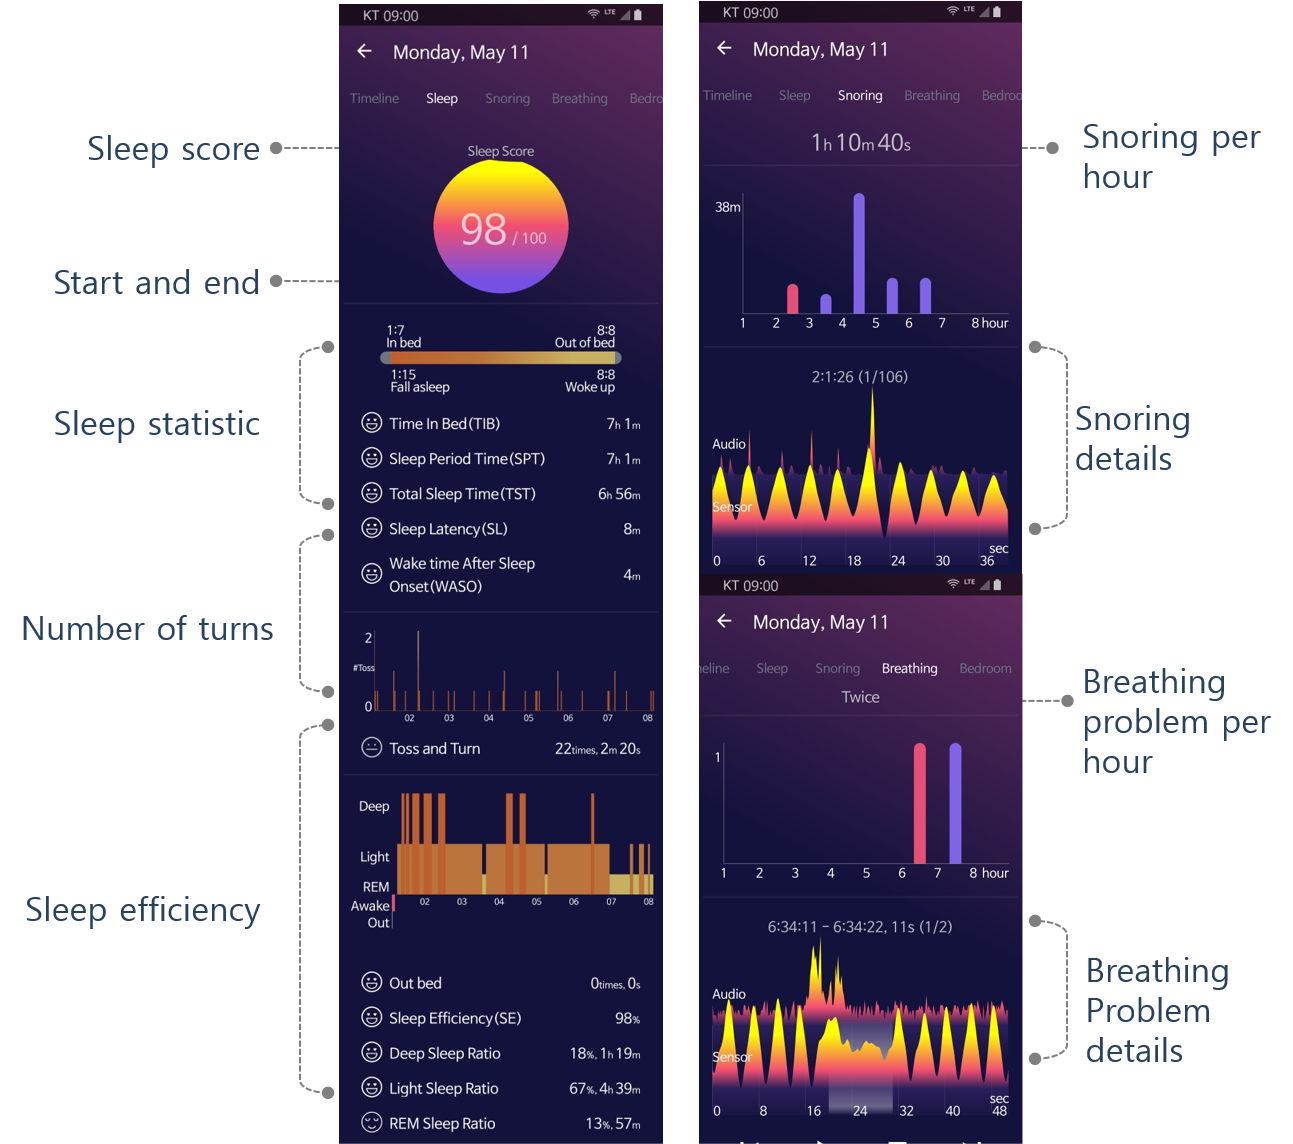 Sleep score
Start and end
Sleep statistic
Number of turns
Sleep efficiency
KT 09:00
LTE
Monday, May 11
Timeline Sleep Snoring Breathing Bedro
Sleep Score
98 / 100
1:7 8:8
In bed Out of bed
1:15 8:8
Fall asleep Woke up
Time In Bed(TIB) 7h 1m
Sleep Period Time(SPT) 7h 1m
Total Sleep Time(TST) 6h 56m
Sleep Latency(SL) 8m
Wake time After Sleep
Onset(WASO) 4m
2
#Toss
0
02 03 04 05 06 07 08
Toss and Turn 22times, 2m 20s
Deep
Light
REM
Awake
Out
02 03 04 05 06 07 08
Out bed 0times, 0s
Sleep Efficiency(SE) 98%
Deep Sleep Ratio 18%, 1h 19m
Light Sleep Ratio 67%, 4h 39m
REM Sleep Ratio 13%, 57m
KT 09:00
LTE
Monday, May 11
Timeline Sleep Snoring Breathing Bedroo
1h 10m 40s
38m
1 2 3 4 5 6 7 8 hour
2:1:26 (1/106)
Audio
Sensor
sec
0 6 12 18 24 30 36
KT 09:00
LTE
Monday, May 11
neline Sleep Snoring Breathing Bedroom
Twice
1
1 2 3 4 5 6 7 8 hour
6:34:11 - 6:34:22, 11s (1/2)
Audio
Sensor
sec
0 8 16 24 32 40 48
Snoring per
hour
Snoring
details
Breathing
problem per
hour
Breathing
Problem
details